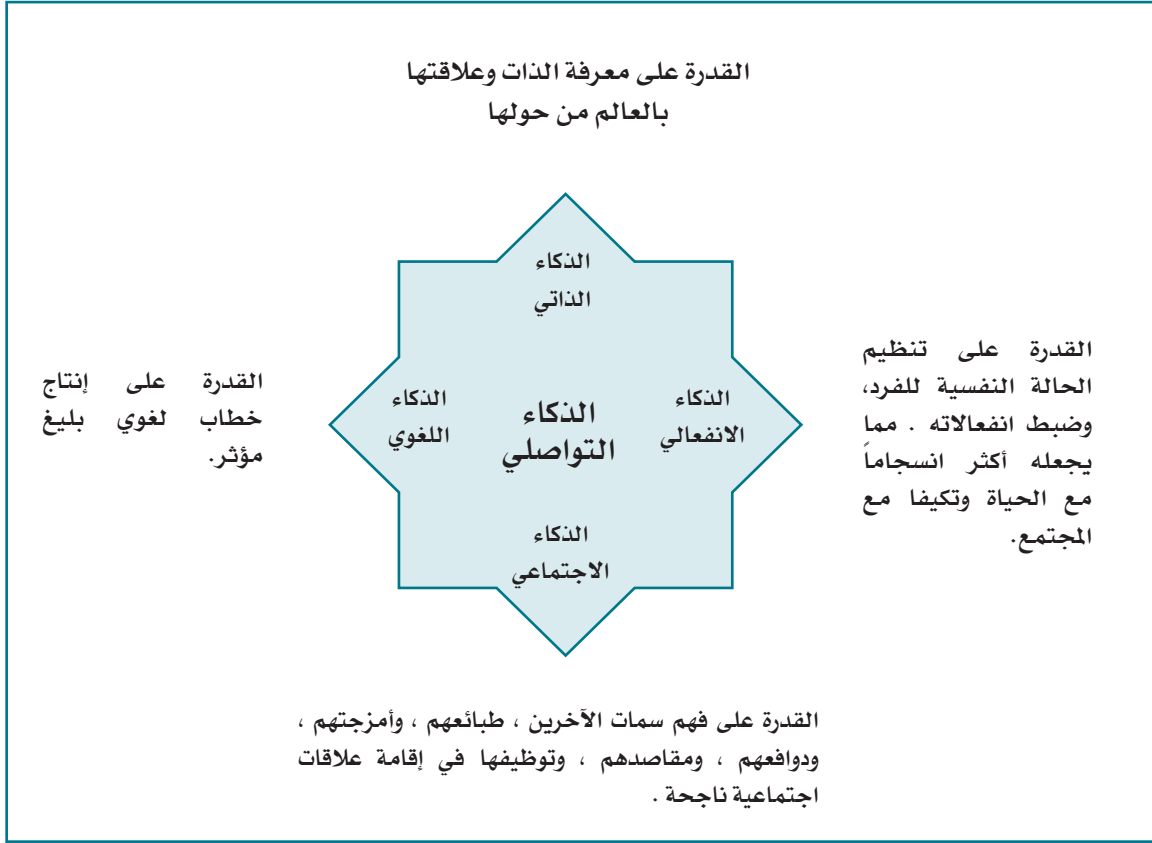 القدرة على معرفة الذات وعلاقتها
بالعالم من حولها
الذكاء
الذاتي
القدرة على تنظيم
الحالة النفسية للفرد،
وضبط انفعالاته . مما
يجعله أكثر انسجاماً
مع الحياة وتكيفا مع
المجتمع.
الذكاء
الانفعالي
الذكاء
التواصلي
الذكاء
اللغوي
القدرة على إنتاج
خطاب لغوي بليغ
مؤثر.
الذكاء
الاجتماعي
القدرة على فهم سمات الآخرين ، طبائعهم ، وأمزجتهم ،
ودوافعهم ، ومقاصدهم ، وتوظيفها في إقامة علاقات
اجتماعية ناجحة .